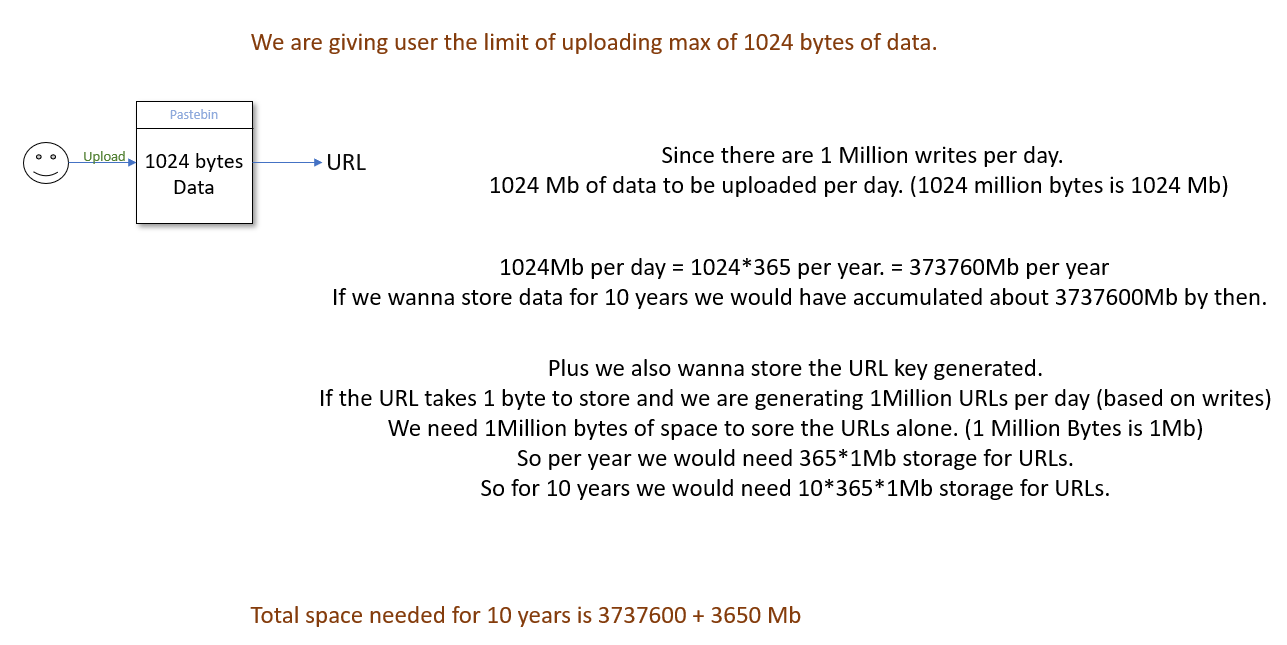 We are giving user the limit of uploading max of 1024 bytes of data.
Pastebin
Upload
1024 bytes
Data
URL
Since there are 1 Million writes per day.
1024 Mb of data to be uploaded per day. (1024 million bytes is 1024 Mb)
1024Mb per day = 1024*365 per year. = 373760Mb per year
If we wanna store data for 10 years we would have accumulated about 3737600Mb by then.
Plus we also wanna store the URL key generated.
If the URL takes 1 byte to store and we are generating 1Million URLs per day (based on writes)
We need 1Million bytes of space to sore the URLs alone. (1 Million Bytes is 1Mb)
So per year we would need 365*1Mb storage for URLs.
So for 10 years we would need 10*365*1Mb storage for URLs.
Total space needed for 10 years is 3737600 + 3650 Mb